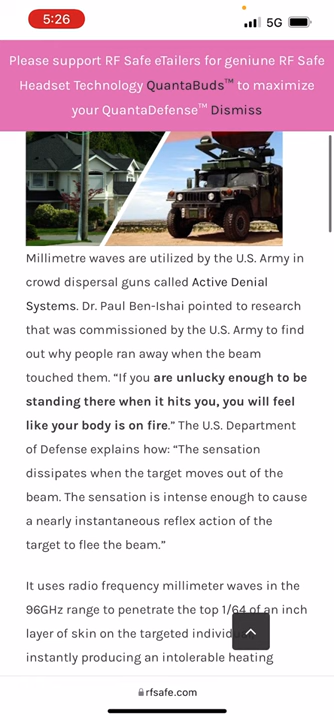 5:26
5G
Please support RF Safe eTailers for geniune RF Safe
Headset Technology QuantaBuds™ to maximize
your QuantaDefense™ Dismiss
Millimetre waves are utilized by the U.S. Army in
crowd dispersal guns called Active Denial
Systems. Dr. Paul Ben-Ishai pointed to research
that was commissioned by the U.S. Army to find
out why people ran away when the beam
touched them. “If you are unlucky enough to be
standing there when it hits you, you will feel
like your body is on fire.” The U.S. Department
of Defense explains how: “The sensation
dissipates when the target moves out of the
beam. The sensation is intense enough to cause
a nearly instantaneous reflex action of the
target to flee the beam.”
It uses radio frequency millimeter waves in the
96GHz range to penetrate the top 1/64 of an inch
layer of skin on the targeted
instantly producing an intolerable heating
rfsafe.com